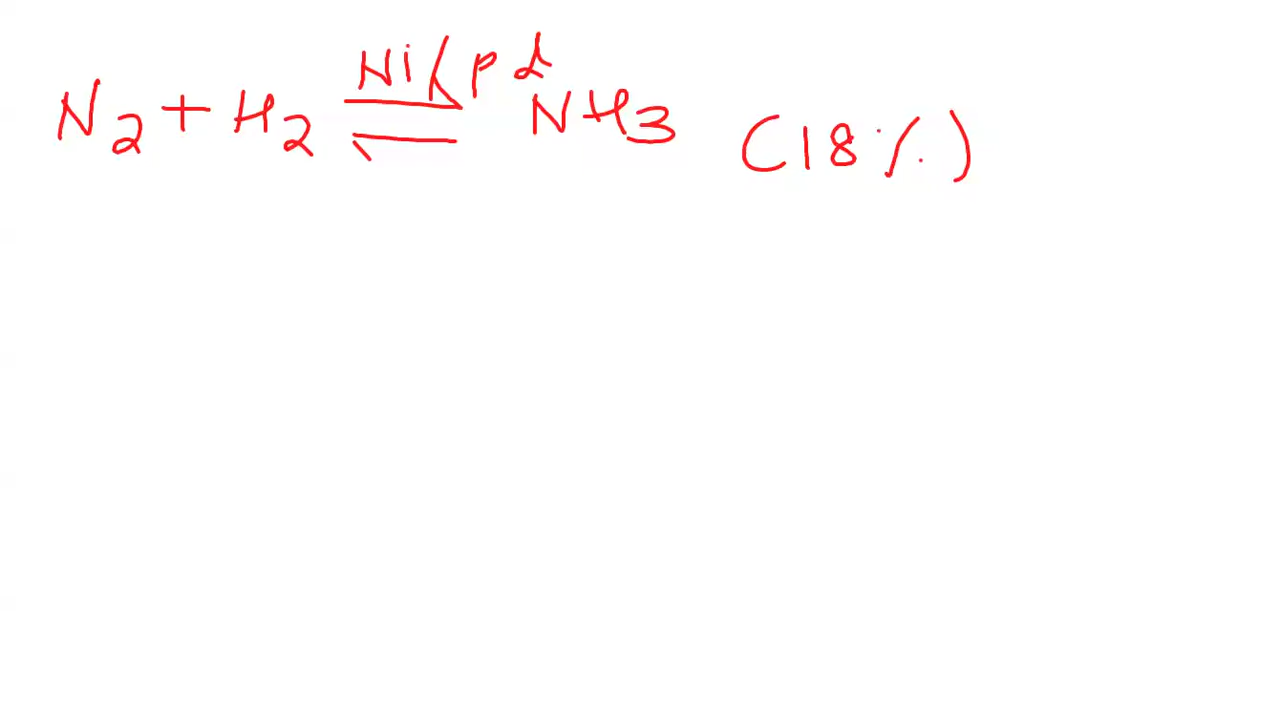 N2 + H2 ⇌ Ni/pd NH3 (18%)